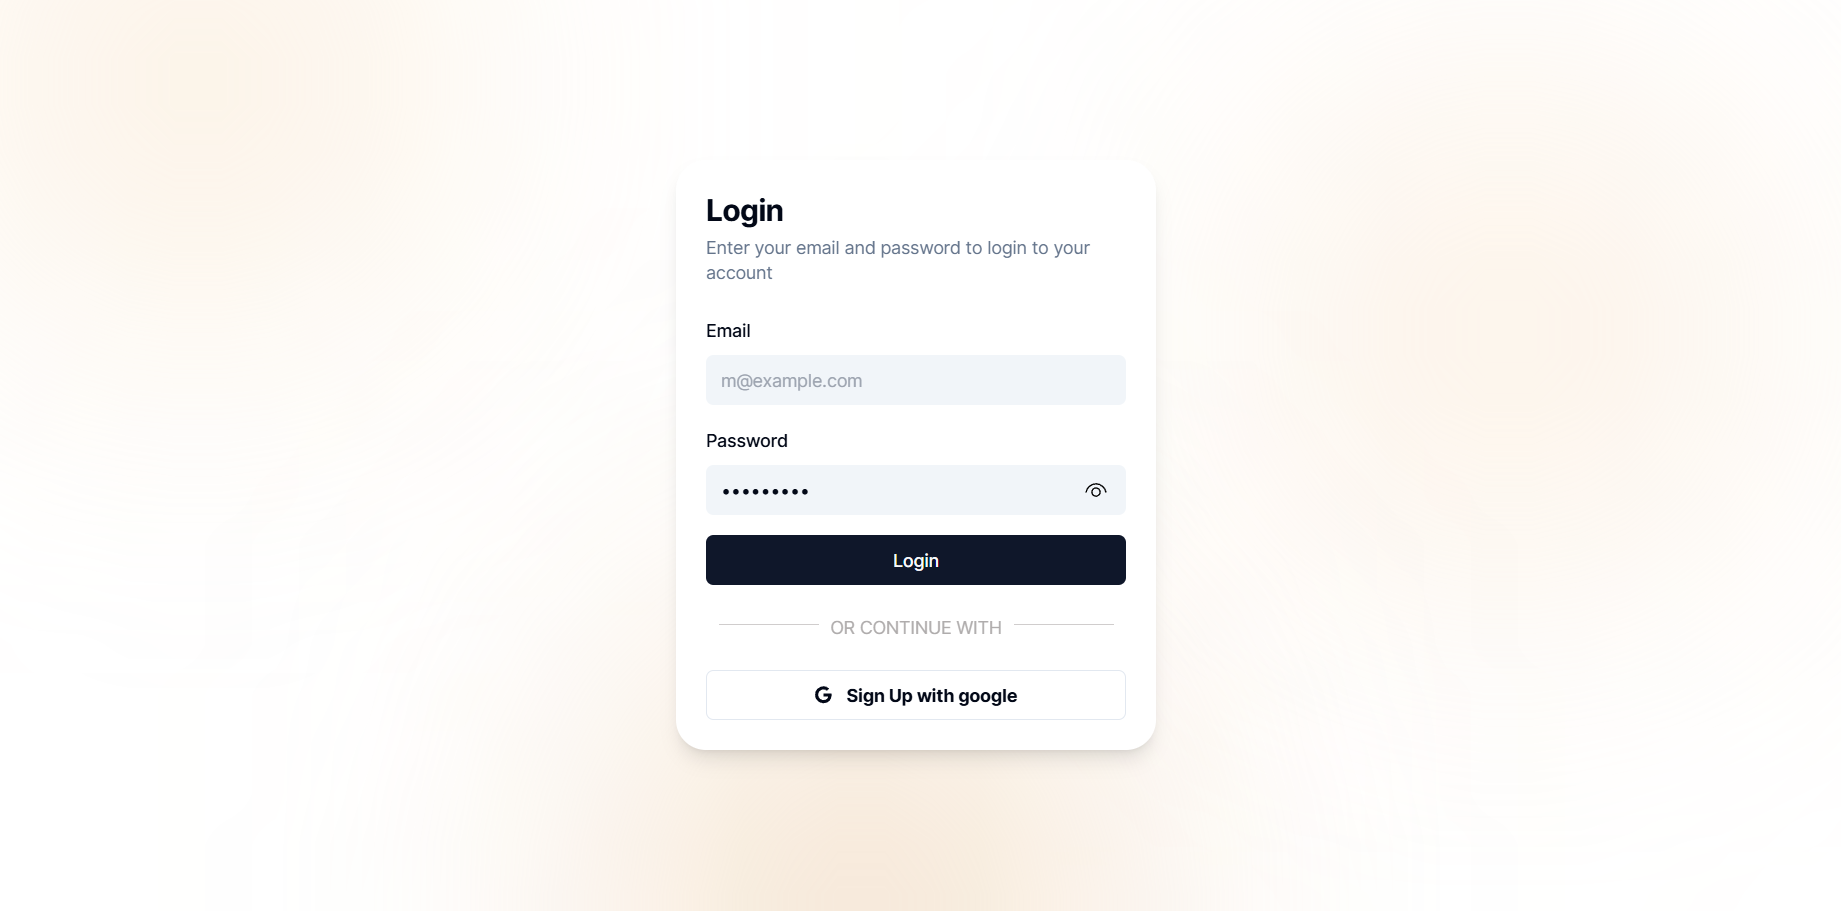 Login
Enter your email and password to login to your
account
Email
m@example.com
Password
•••••••••
Login
OR CONTINUE WITH
Sign Up with google